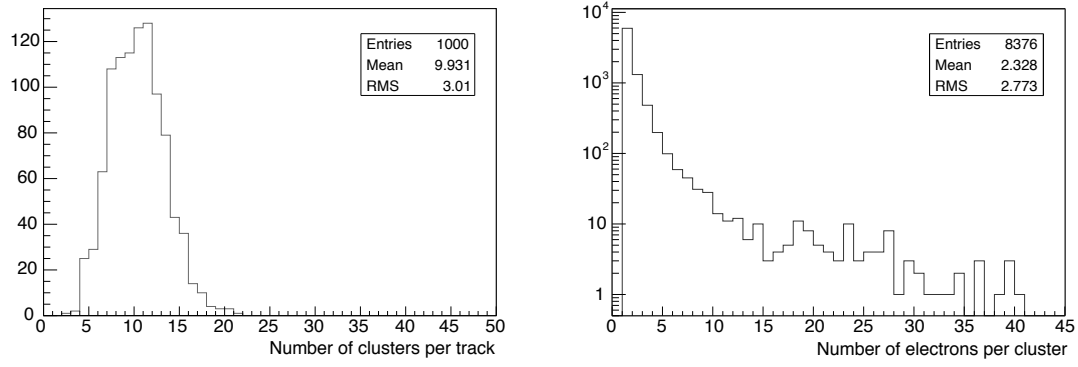 120
100
80
60
40
20
0
0 5 10 15 20 25 30 35 40 45 50
Number of clusters per track
Entries 1000
Mean 9.931
RMS 3.01
10^4
10^3
10^2
10
1
0 5 10 15 20 25 30 35 40 45
Number of electrons per cluster
Entries 8376
Mean 2.328
RMS 2.773